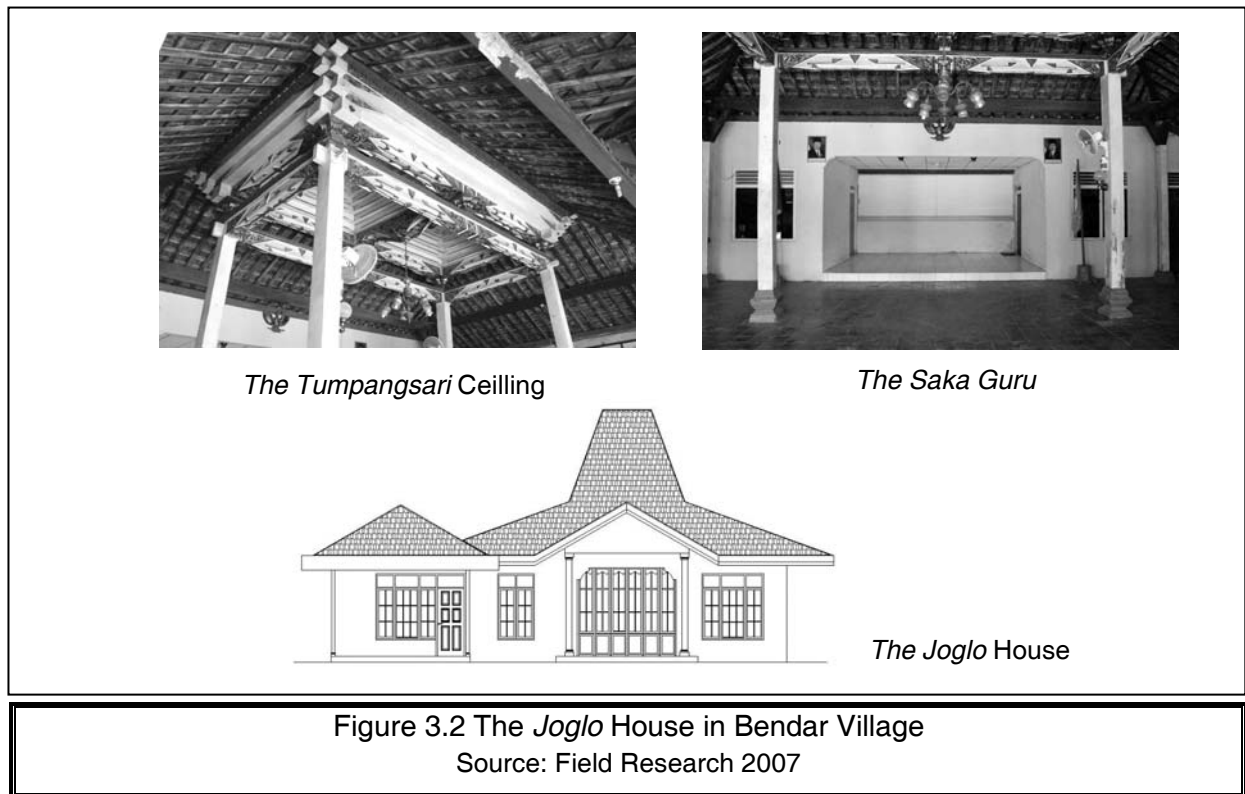 The Tumpangsari Ceilling
The Saka Guru
The Joglo House
Figure 3.2 The Joglo House in Bendar Village
Source: Field Research 2007